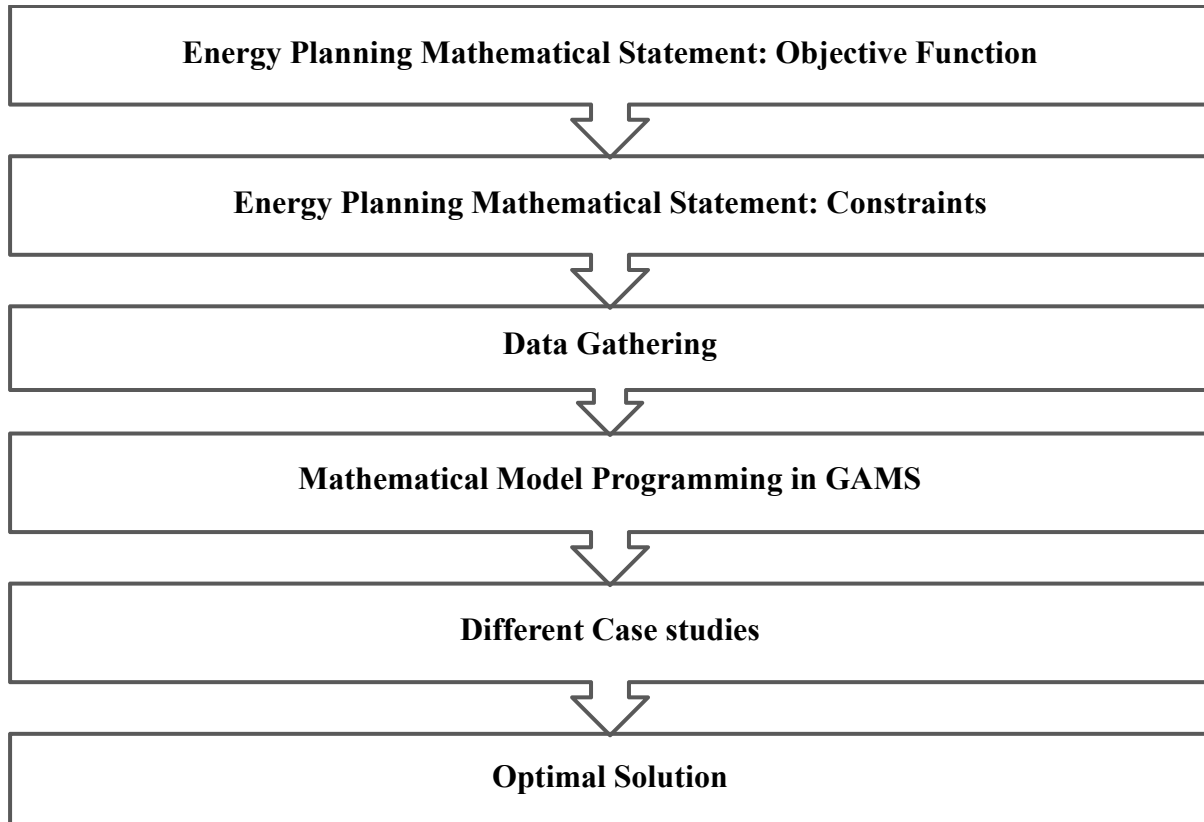 Energy Planning Mathematical Statement: Objective Function
Energy Planning Mathematical Statement: Constraints
Data Gathering
Mathematical Model Programming in GAMS
Different Case studies
Optimal Solution